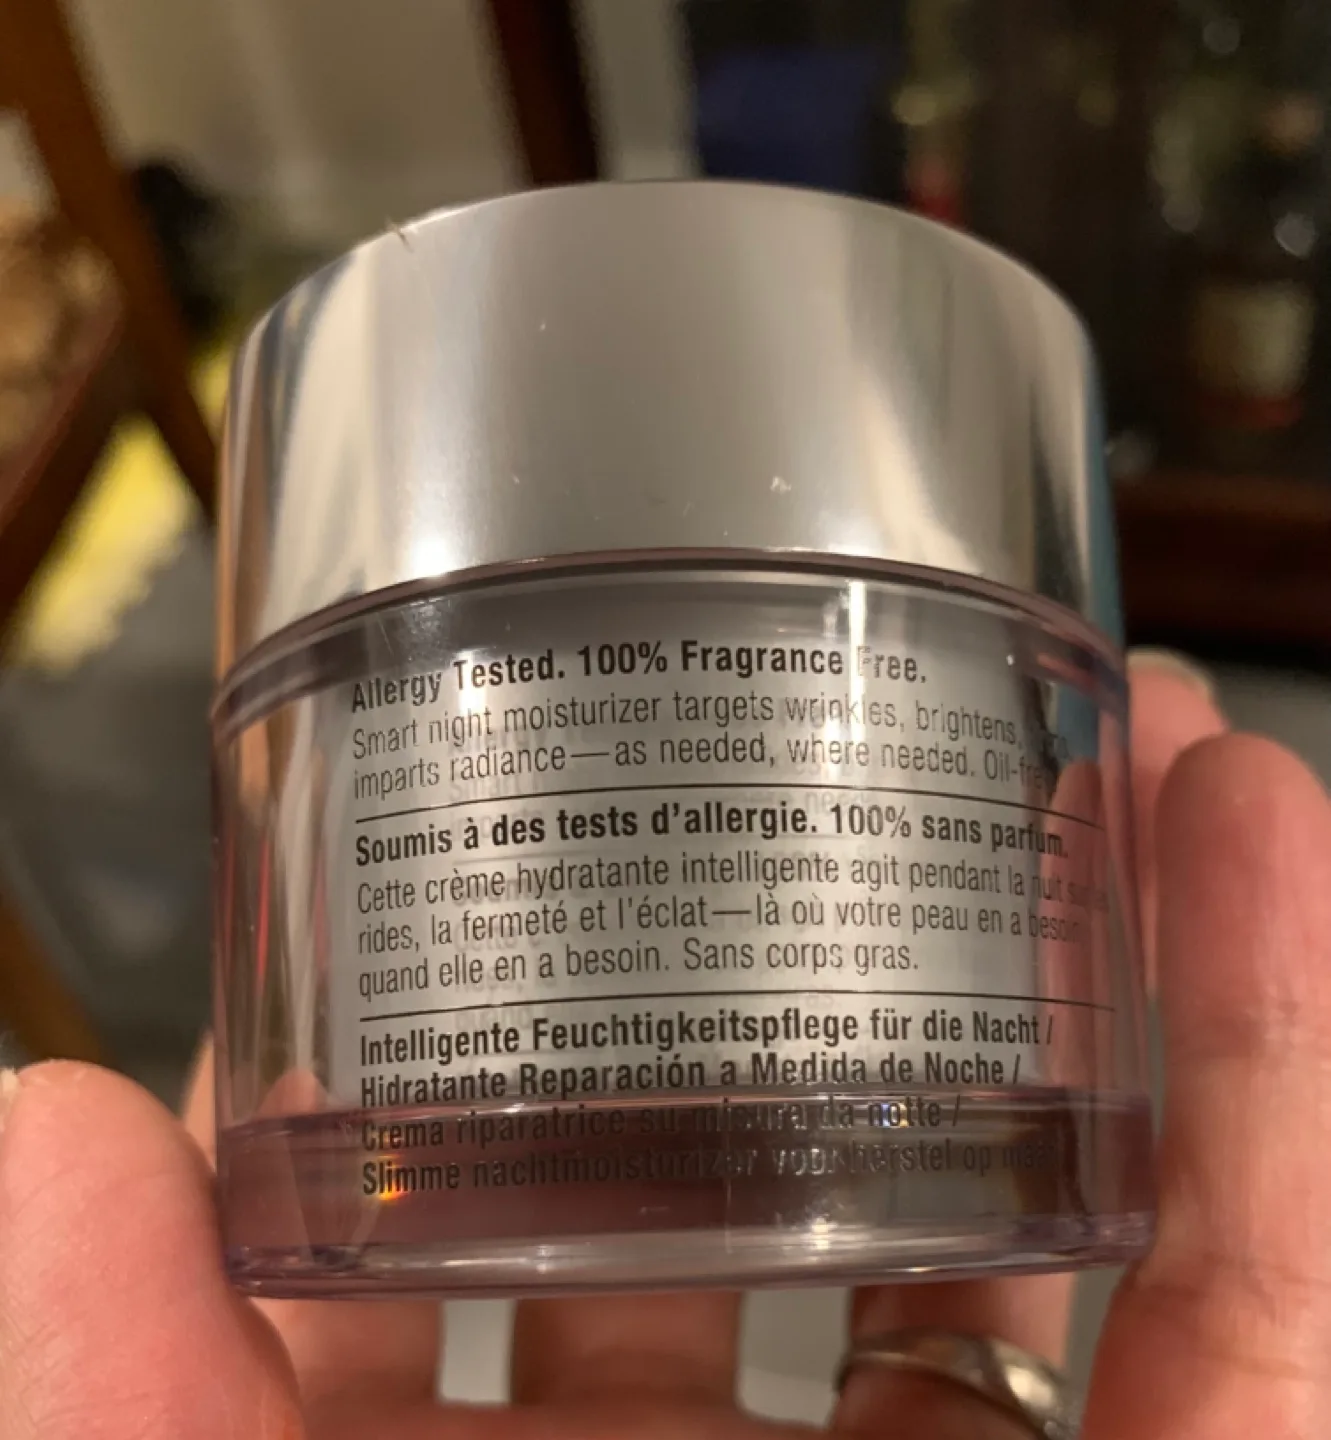 Allergy Tested. 100% Fragrance Free.
Smart night moisturizer targets wrinkles, brightens,
imparts radiance—as needed, where needed. Oil-free
Soumis à des tests d'allergie. 100% sans parfum.
Cette crème hydratante intelligente agit pendant la nuit sur
rides, la fermeté et l'éclat—là où votre peau en a besoin
quand elle en a besoin. Sans corps gras.
Intelligente Feuchtigkeitspflege für die Nacht /
Hidratante Reparación a Medida de Noche /
Crema riparatrice su misura da notte /
Slimme nachtmoisturizer voor herstel op maat